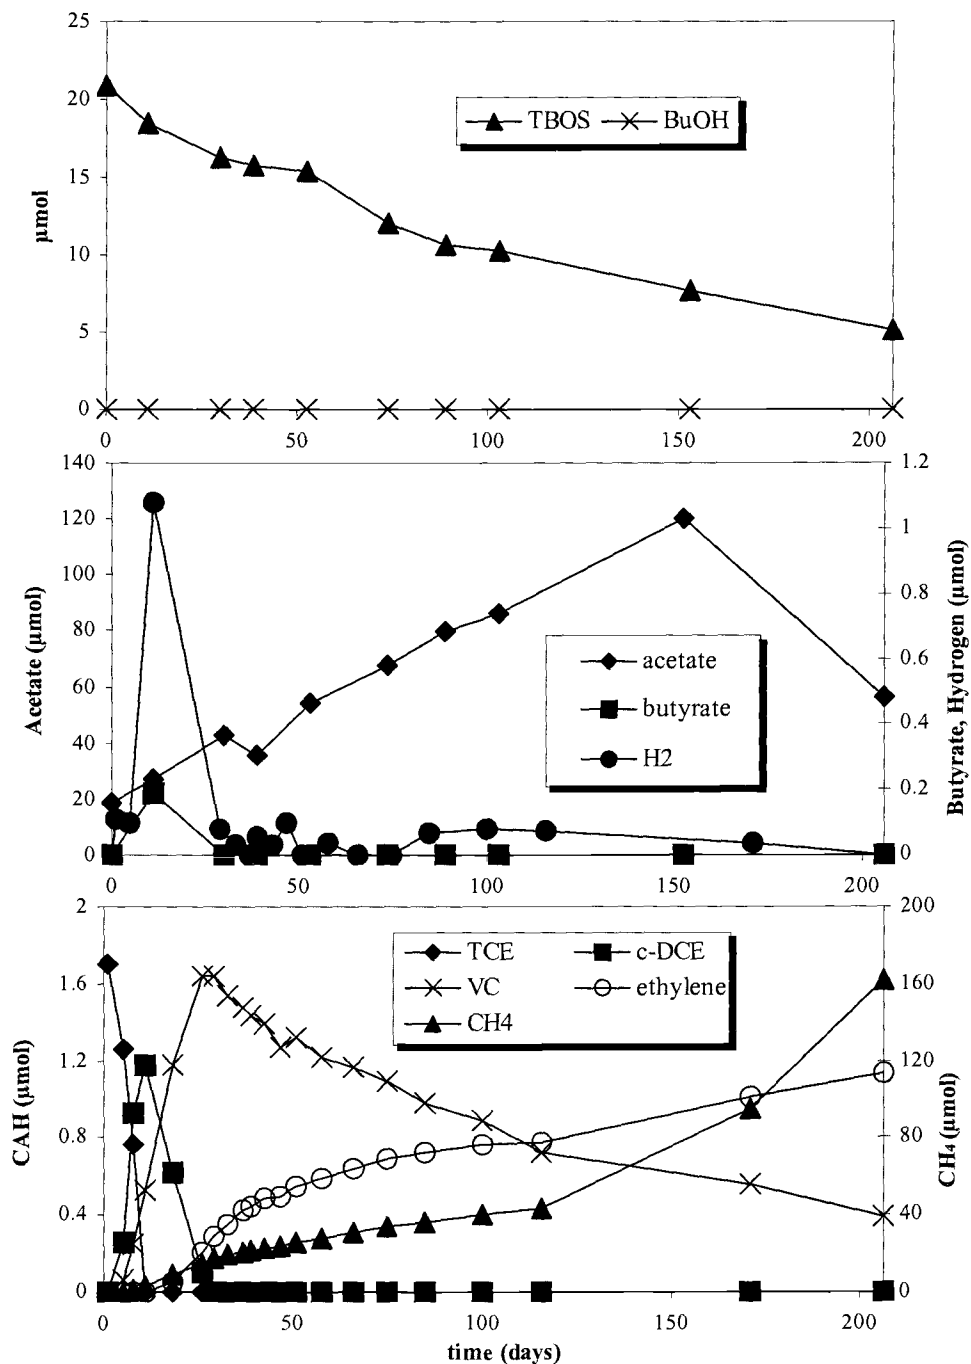 25
20
15
10
5
0
µmol
TBOS BuOH
0 50 100 150 200
140
120
100
80
60
40
20
0
Acetate (µmol)
1.2
1
0.8
0.6
0.4
0.2
0
Butyrate, Hydrogen (µmol)
acetate
butyrate
H2
0 50 100 150 200
2
1.6
1.2
0.8
0.4
0
CAH (µmol)
200
160
120
80
40
0
CH₄ (µmol)
TCE c-DCE
VC ethylene
CH4
0 50 100 150 200
time (days)